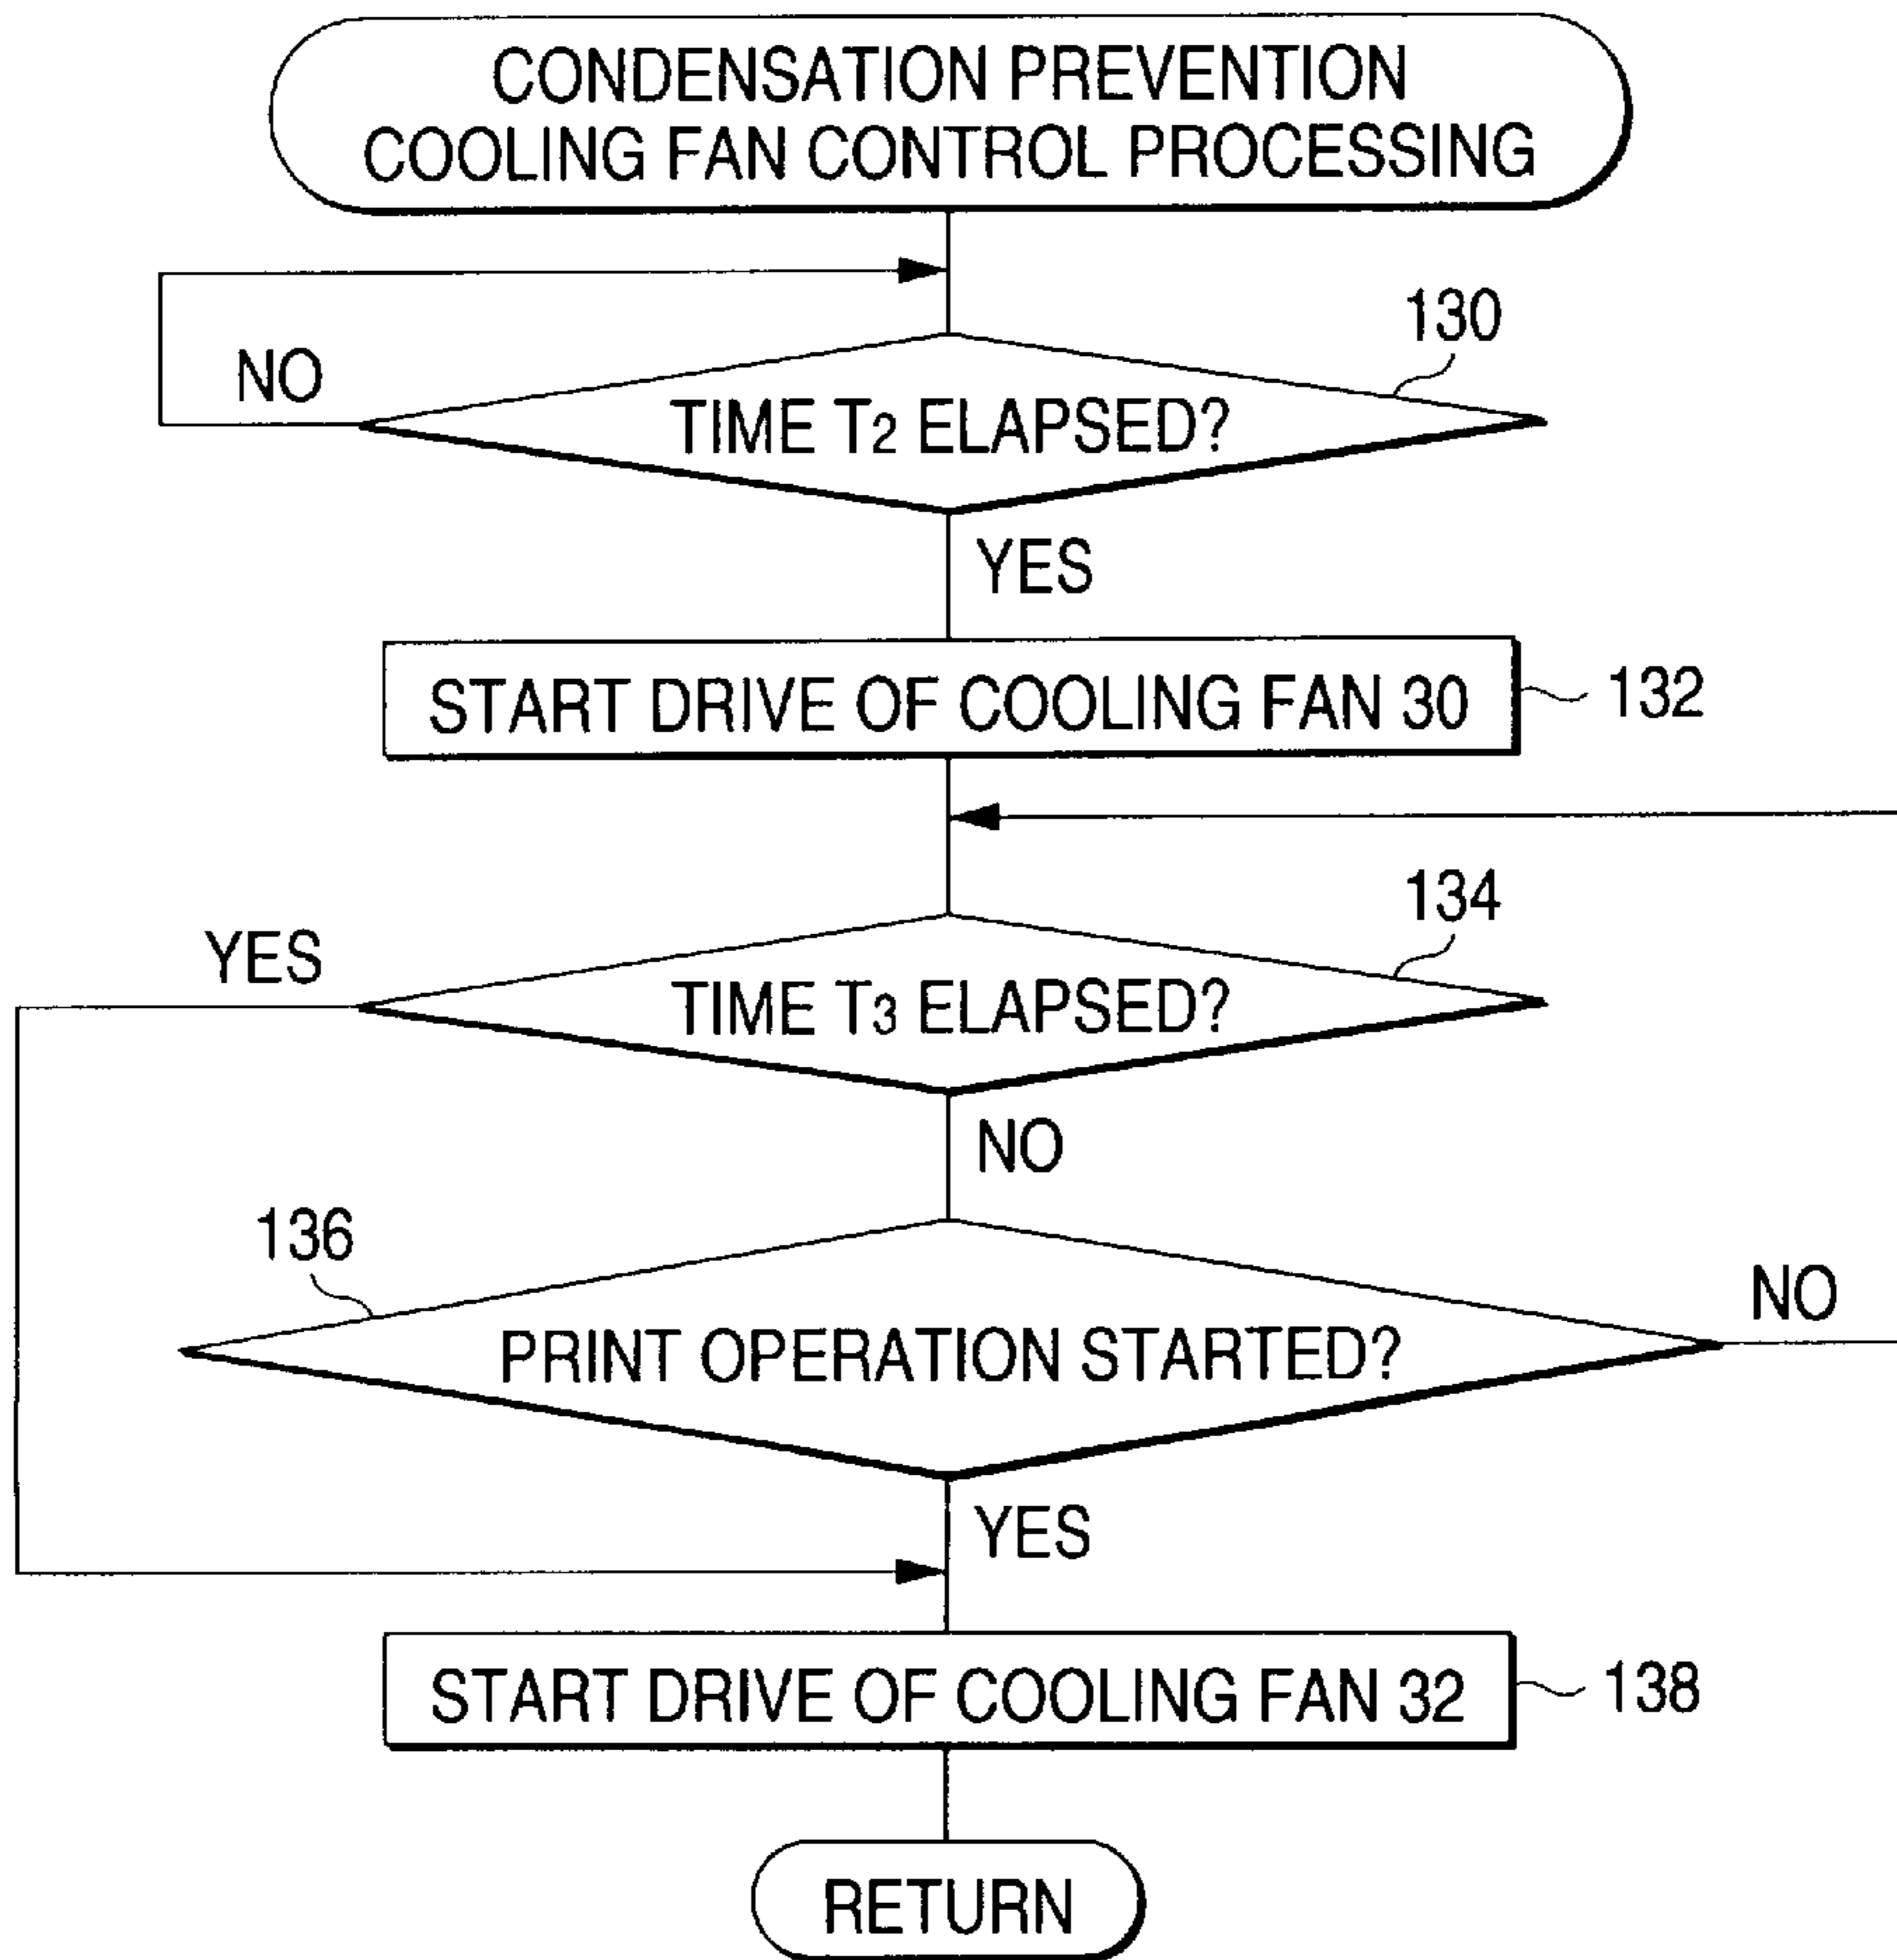 CONDENSATION PREVENTION
COOLING FAN CONTROL PROCESSING
130
NO
TIME T2 ELAPSED?
YES
START DRIVE OF COOLING FAN 30
132
134
YES
TIME T3 ELAPSED?
NO
136
NO
PRINT OPERATION STARTED?
YES
START DRIVE OF COOLING FAN 32
138
RETURN